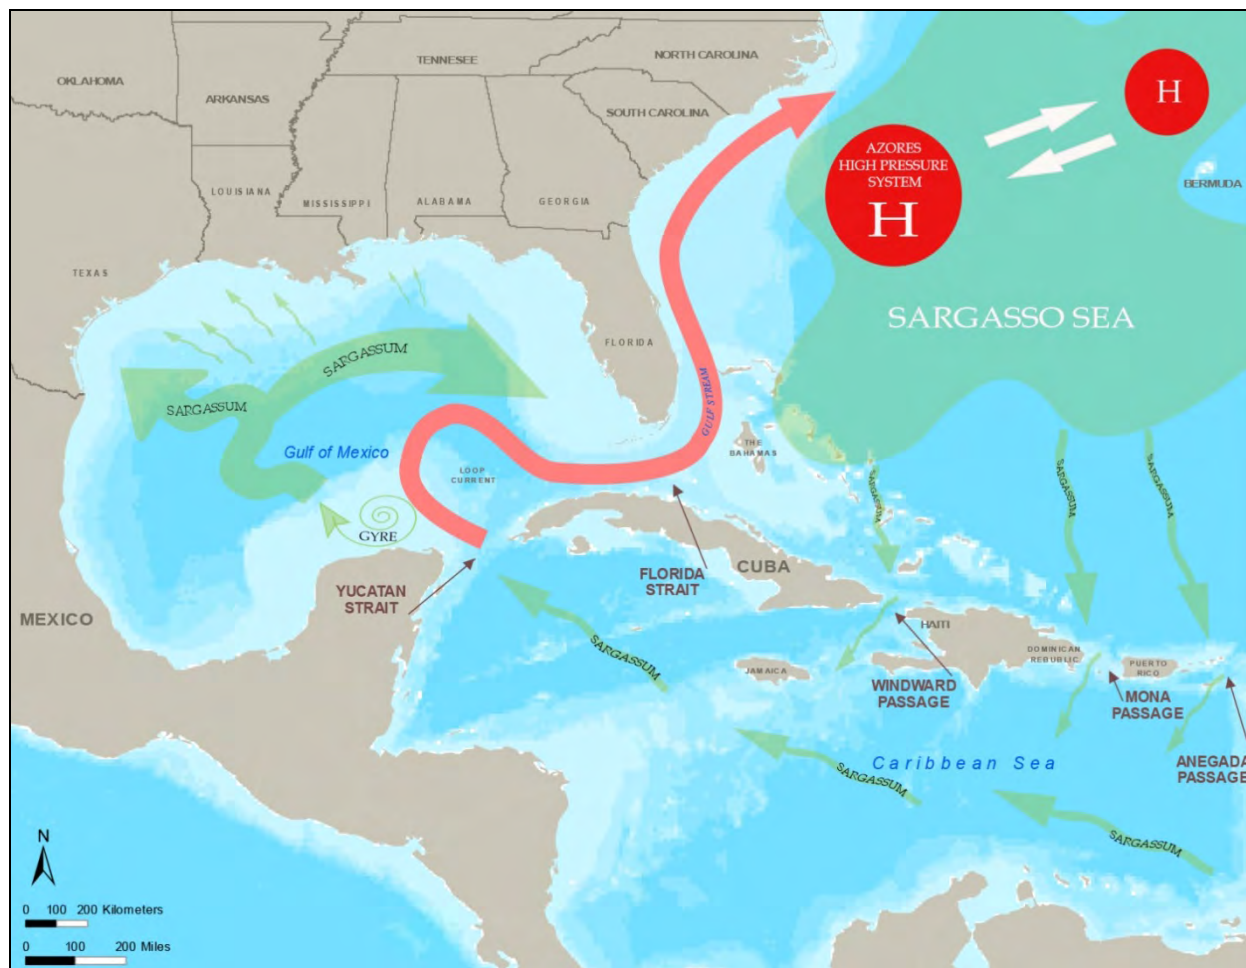 OKLAHOMA
ARKANSAS
TENNESSEE
NORTH CAROLINA
SOUTH CAROLINA
AZORES
HIGH PRESSURE
SYSTEM
H
H
BERMUDA
LOUISIANA
MISSISSIPPI
ALABAMA
GEORGIA
TEXAS
SARGASSO SEA
FLORIDA
SARGASSUM
SARGASSUM
GULF STREAM
Gulf of Mexico
LOOP
CURRENT
THE
BAHAMAS
SARGASSUM
SARGASSUM
SARGASSUM
GYRE
YUCATAN
STRAIT
FLORIDA
STRAIT
CUBA
MEXICO
HAITI
DOMINICAN
REPUBLIC
PUERTO
RICO
JAMAICA
SARGASSUM
WINDWARD
PASSAGE
MONA
PASSAGE
ANEGADA
PASSAGE
Caribbean Sea
SARGASSUM
SARGASSUM
N
0 100 200 Kilometers
0 100 200 Miles